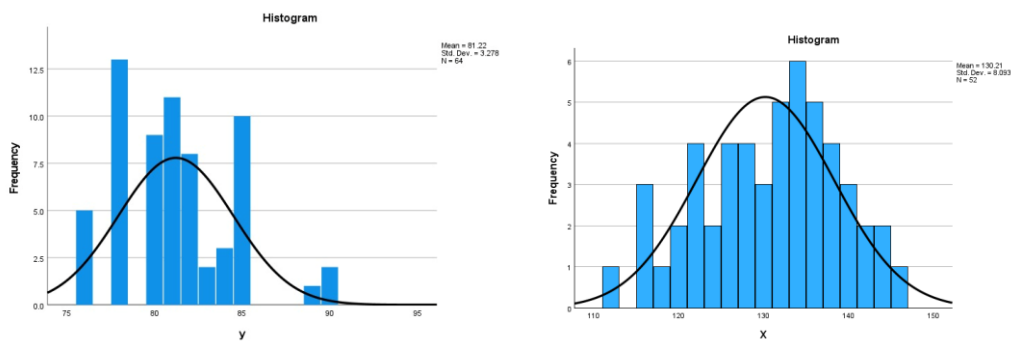 Histogram
Mean = 81.22
Std. Dev. = 3.278
N = 64
12.5
10.0
7.5
5.0
2.5
0.0
Frequency
75 80 85 90 95
y
Histogram
Mean = 130.21
Std. Dev. = 8.093
N = 52
6
5
4
3
2
1
0
Frequency
110 120 130 140 150
X